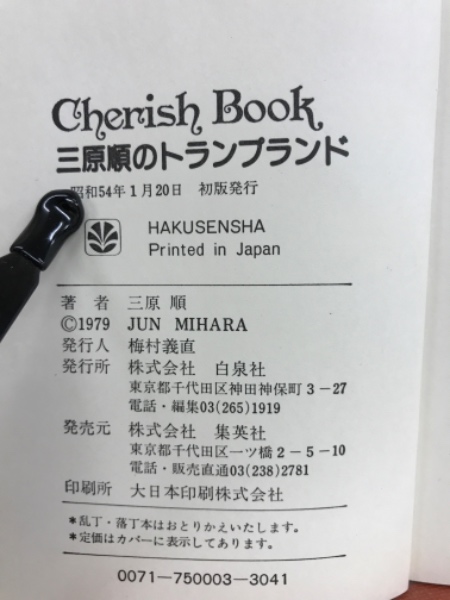 Cherish Book
三原順のトランプランド
昭和54年1月20日 初版発行
HAKUSENSHA
Printed in Japan
著 者 三原 順
©1979 JUN MIHARA
発行人 梅村義直
発行所 株式会社 白泉社
東京都千代田区神田神保町3-27
電話・編集03(265)1919
発売元 株式会社 集英社
東京都千代田区一ツ橋2-5-10
電話・販売直通03(238)2781
印刷所 大日本印刷株式会社
*乱丁・落丁本はおとりかえいたします。
*定価はカバーに表示してあります。
0071-750003-3041